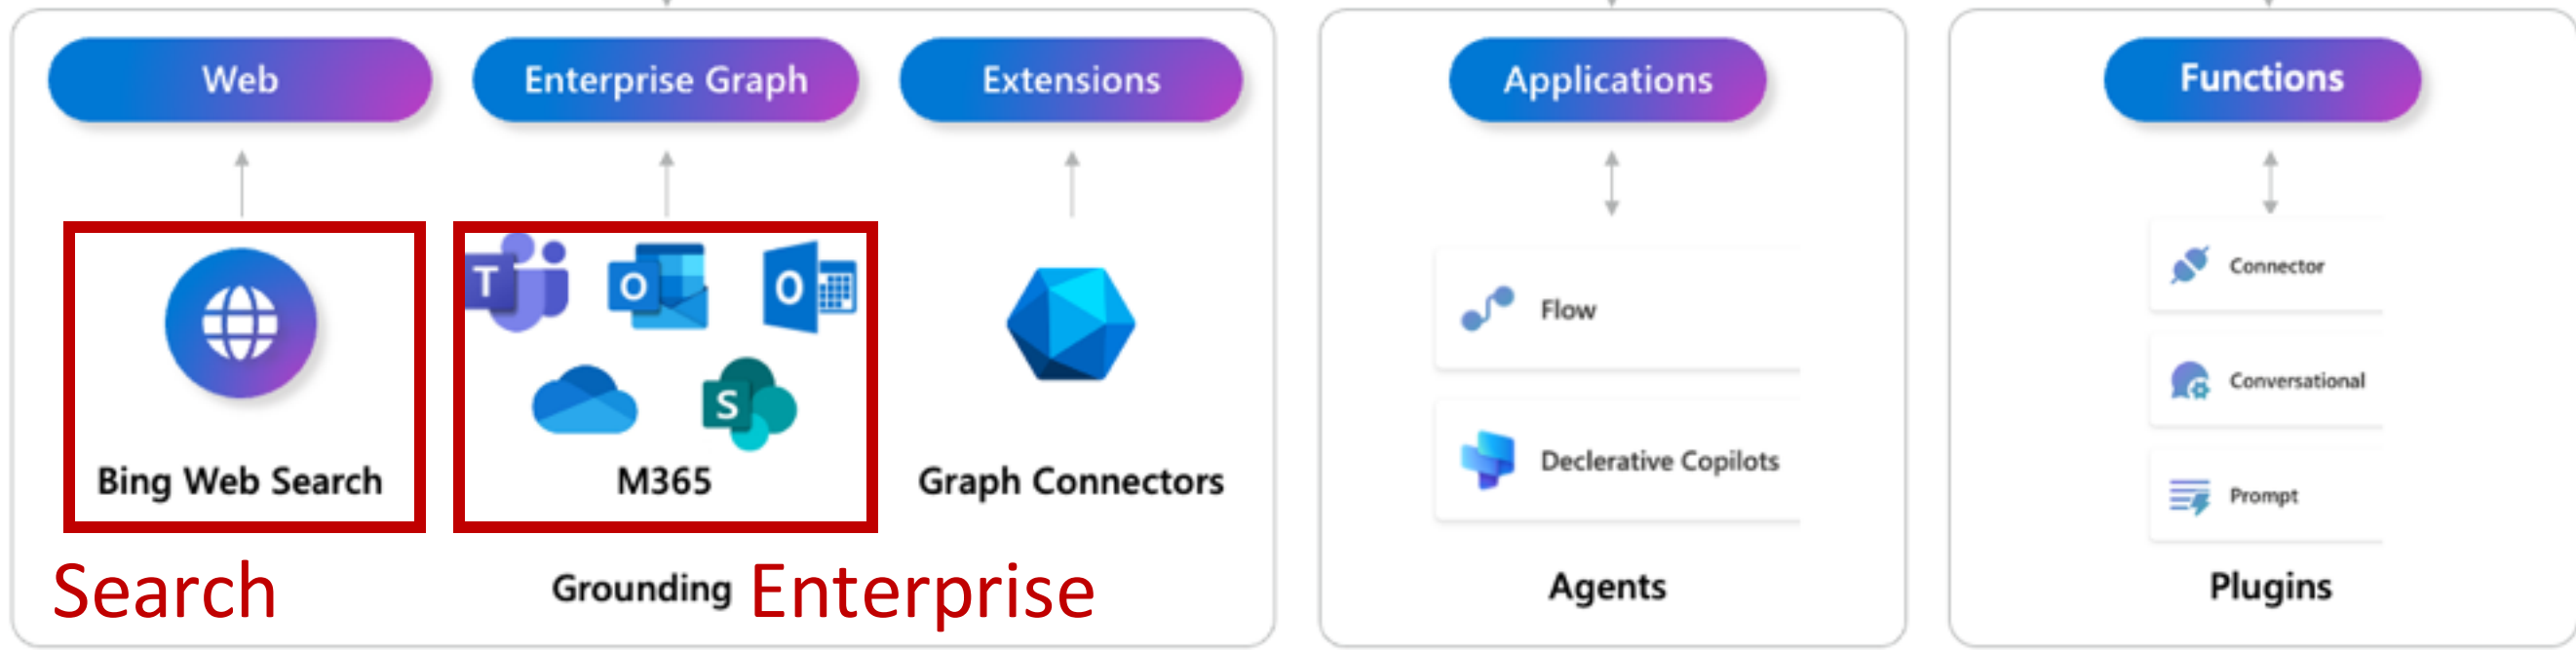 Web
Enterprise Graph
Extensions
T
O
O
S
Bing Web Search
M365
Graph Connectors
Search
Grounding
Enterprise
Applications
Flow
Declerative Copilots
Agents
Functions
Connector
Conversational
Prompt
Plugins